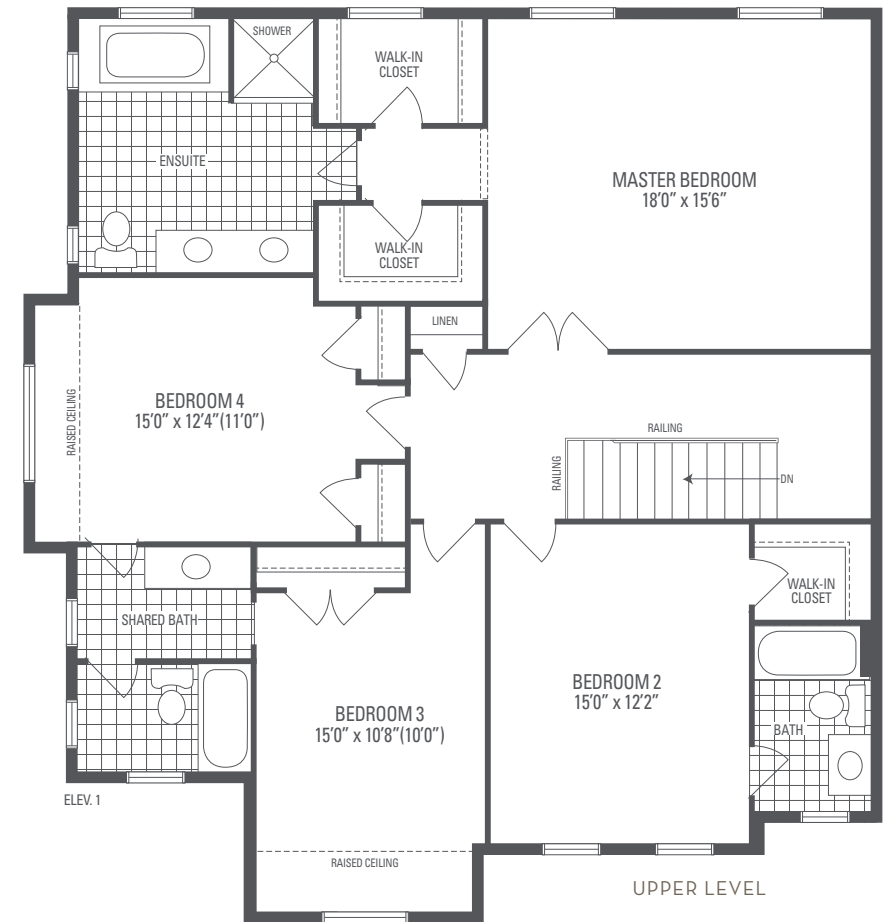 SHOWER
WALK-IN
CLOSET
ENSUITE
MASTER BEDROOM
18'0" x 15'6"
WALK-IN
CLOSET
LINEN
BEDROOM 4
15'0" x 12'4"(11'0")
RAISED CEILING
RAILING
RAILING
DN
WALK-IN
CLOSET
SHARED BATH
BEDROOM 2
15'0" x 12'2"
BEDROOM 3
15'0" x 10'8"(10'0")
BATH
ELEV. 1
RAISED CEILING
UPPER LEVEL